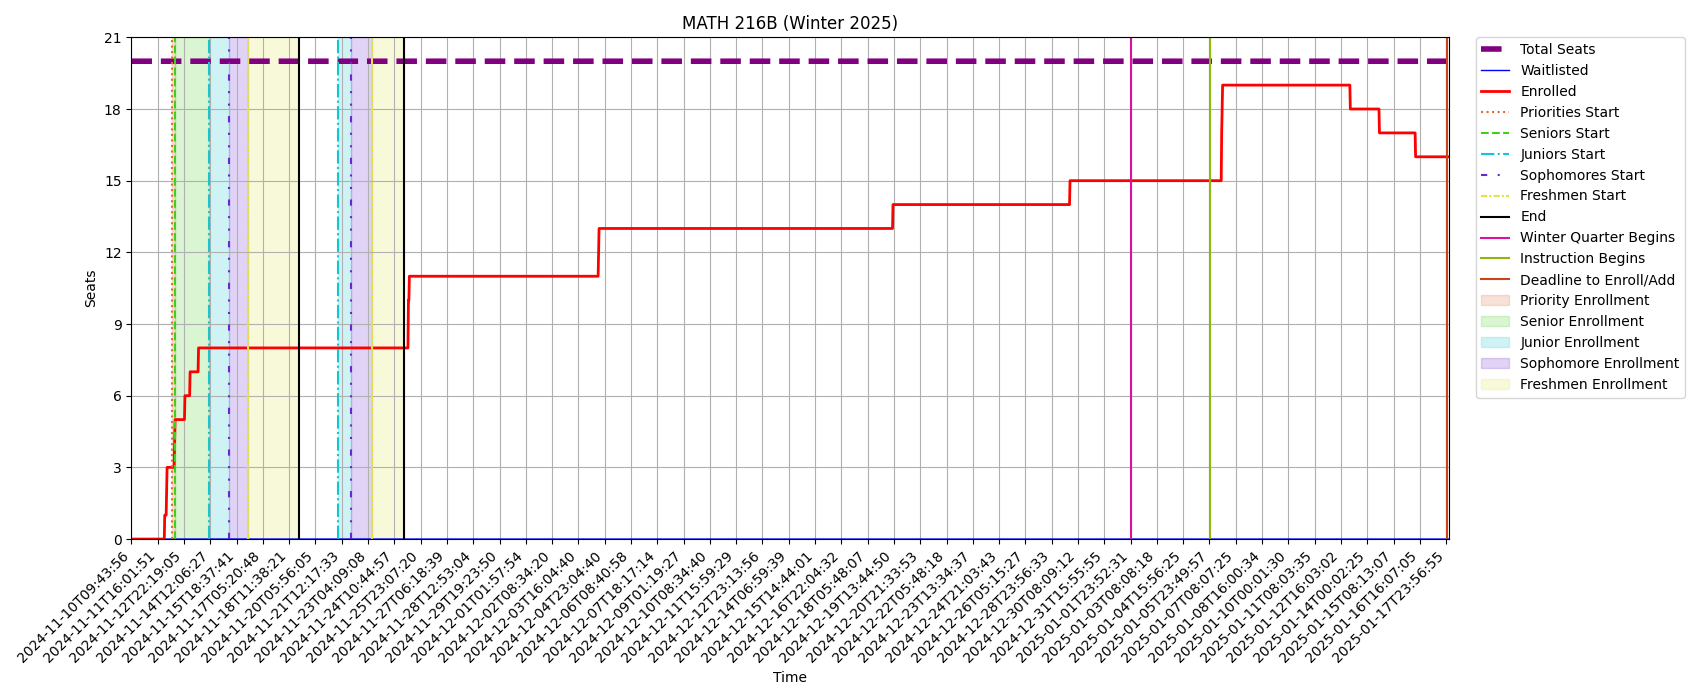 MATH 216B (Winter 2025)
Seats
21
18
15
12
9
6
3
0
2024-11-10T09:43:56
2024-11-11T16:01:51
2024-11-12T22:19:05
2024-11-14T12:06:27
2024-11-15T18:37:41
2024-11-17T05:20:48
2024-11-18T11:38:21
2024-11-20T05:56:05
2024-11-21T12:17:33
2024-11-23T04:09:08
2024-11-24T10:44:57
2024-11-25T23:07:20
2024-11-27T06:18:39
2024-11-28T12:53:04
2024-11-29T19:23:50
2024-12-01T01:57:54
2024-12-02T08:34:20
2024-12-03T16:04:40
2024-12-04T23:04:40
2024-12-06T08:40:58
2024-12-07T18:17:14
2024-12-09T01:19:27
2024-12-10T08:34:40
2024-12-11T15:59:29
2024-12-12T23:13:56
2024-12-14T06:59:39
2024-12-15T14:44:01
2024-12-16T22:04:32
2024-12-18T05:48:07
2024-12-19T13:44:50
2024-12-20T21:33:53
2024-12-22T05:48:18
2024-12-23T13:34:37
2024-12-24T21:03:43
2024-12-26T05:15:27
2024-12-28T23:56:33
2024-12-30T08:09:12
2024-12-31T15:55:55
2025-01-01T23:52:31
2025-01-03T08:08:18
2025-01-04T15:56:25
2025-01-05T23:49:57
2025-01-07T08:07:25
2025-01-08T16:00:34
2025-01-10T00:01:30
2025-01-11T08:03:35
2025-01-12T16:03:02
2025-01-14T00:02:25
2025-01-15T08:13:07
2025-01-16T16:07:05
2025-01-17T23:56:55
Time
Total Seats
Waitlisted
Enrolled
Priorities Start
Seniors Start
Juniors Start
Sophomores Start
Freshmen Start
End
Winter Quarter Begins
Instruction Begins
Deadline to Enroll/Add
Priority Enrollment
Senior Enrollment
Junior Enrollment
Sophomore Enrollment
Freshmen Enrollment